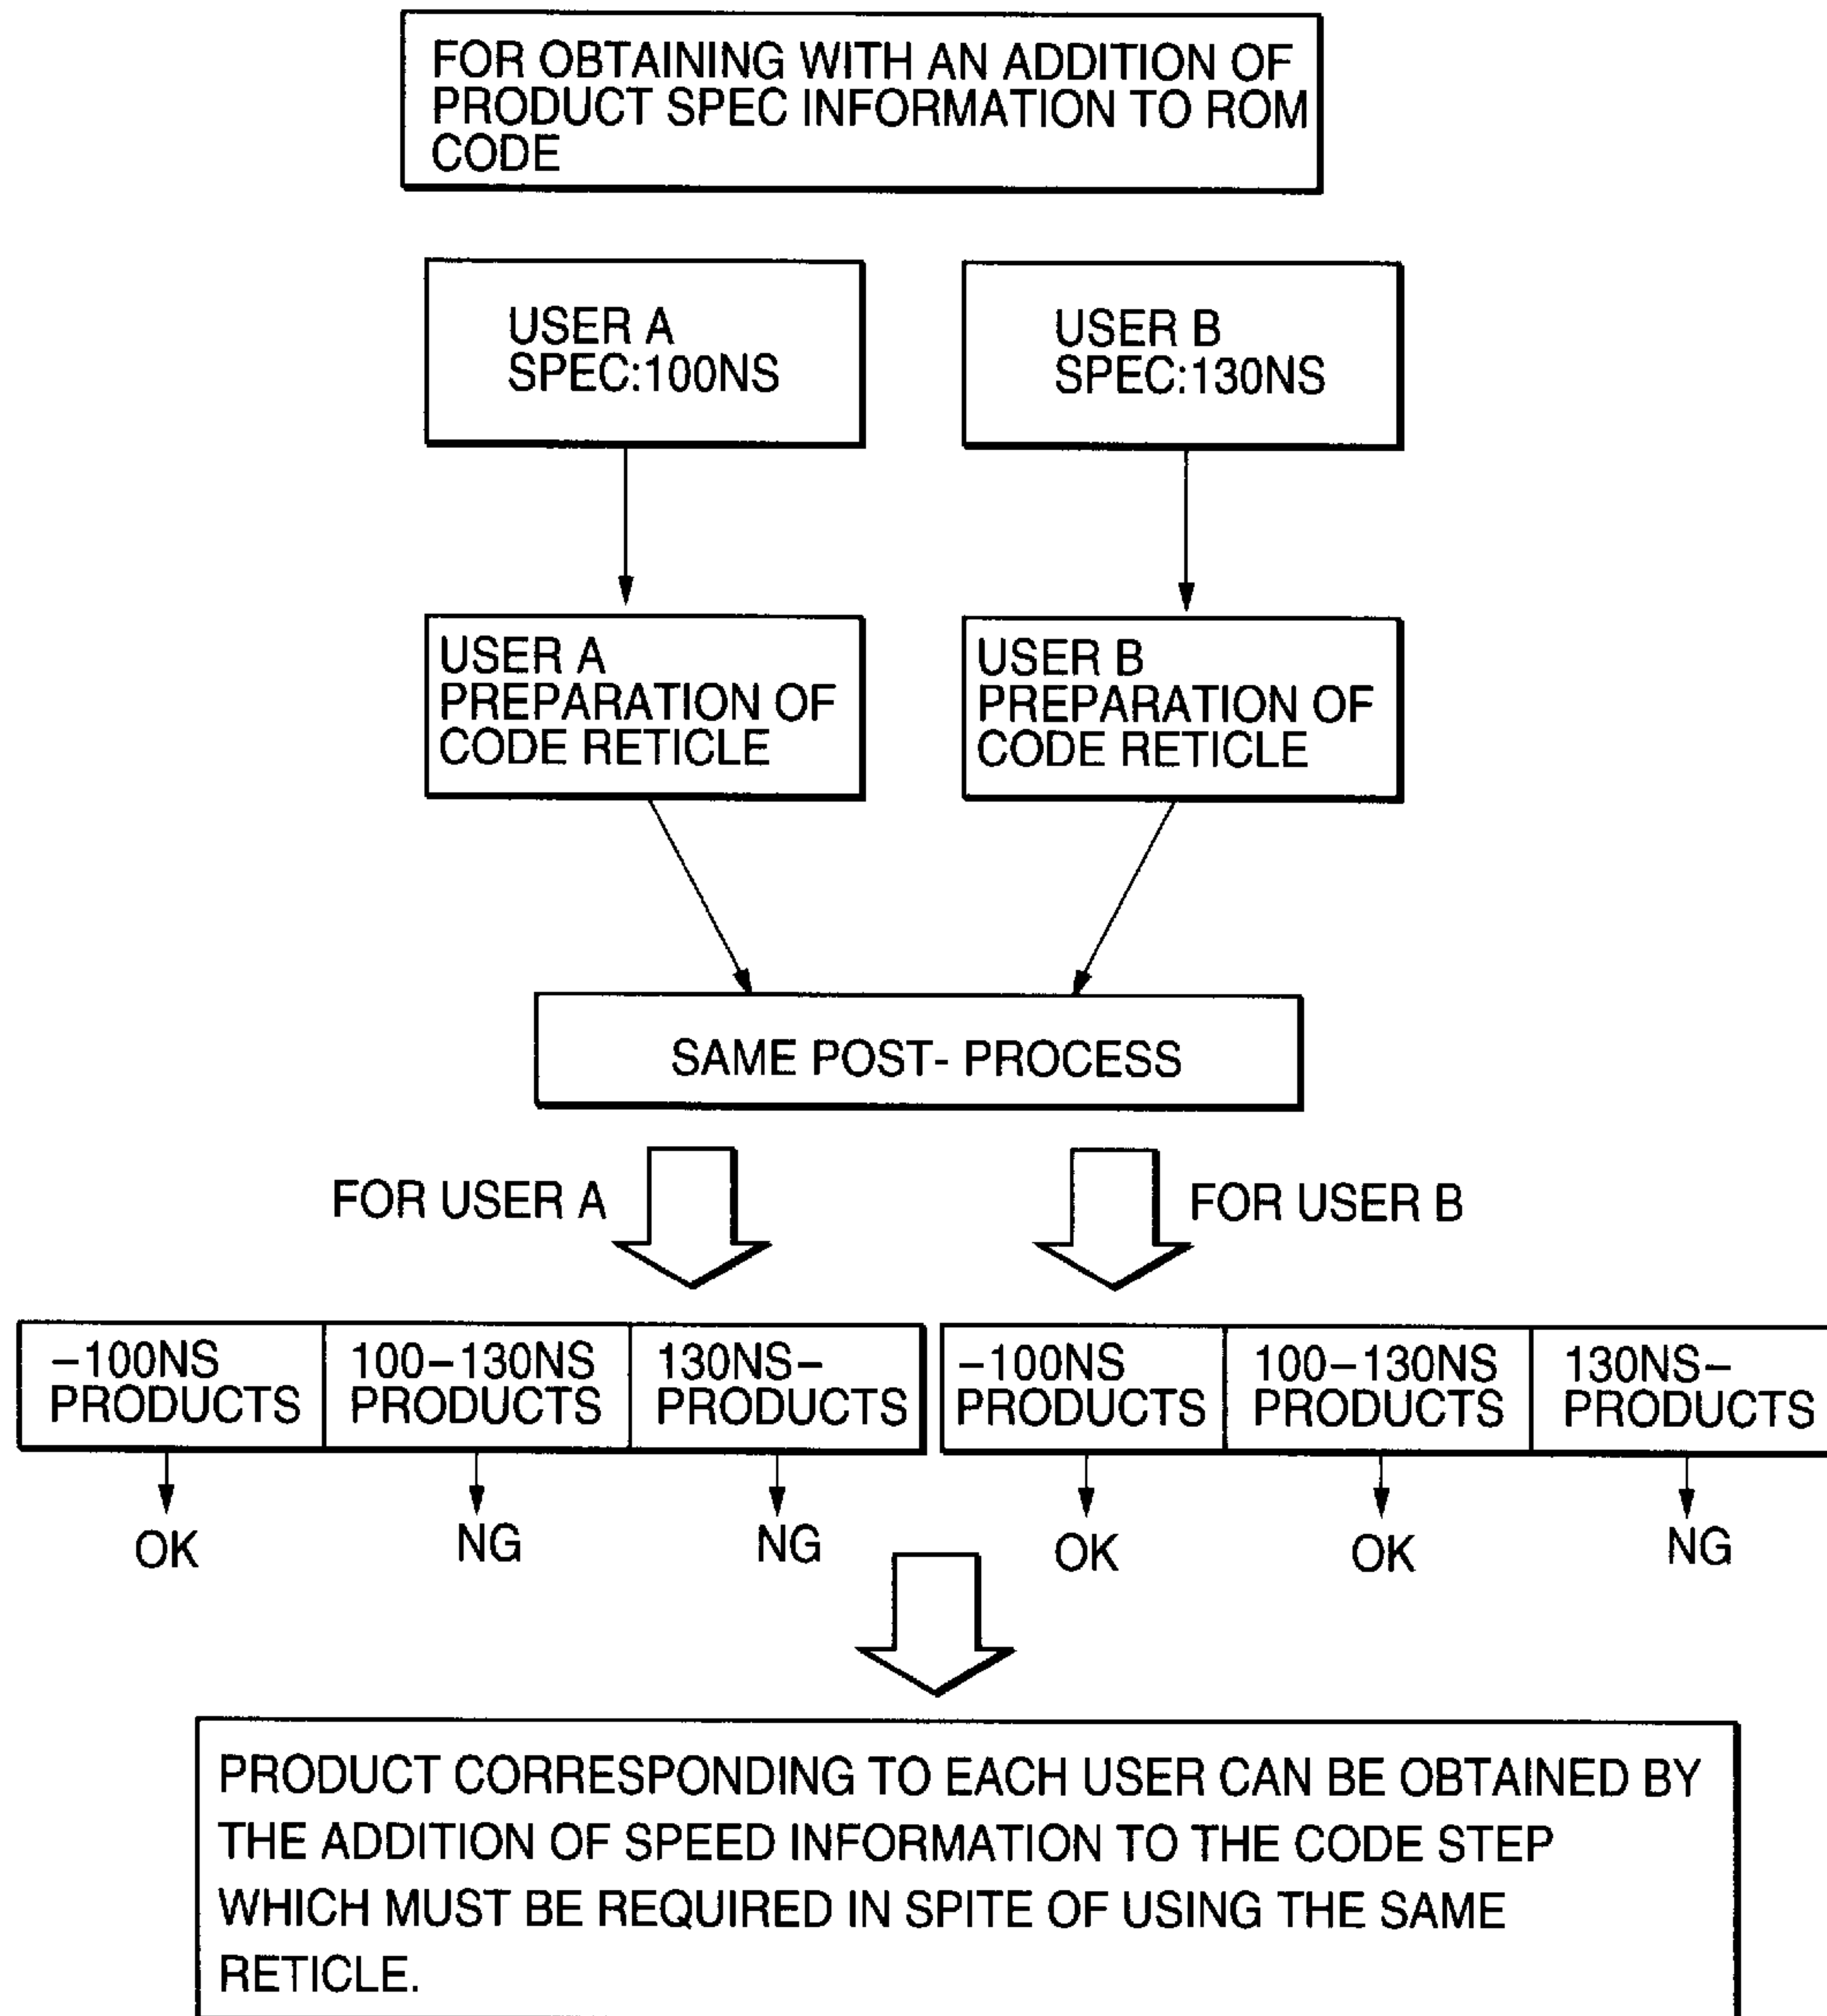 FOR OBTAINING WITH AN ADDITION OF
PRODUCT SPEC INFORMATION TO ROM
CODE
USER A
SPEC:100NS
USER B
SPEC:130NS
USER A
PREPARATION OF
CODE RETICLE
USER B
PREPARATION OF
CODE RETICLE
SAME POST- PROCESS
FOR USER A
FOR USER B
–100NS
PRODUCTS
100–130NS
PRODUCTS
130NS–
PRODUCTS
–100NS
PRODUCTS
100–130NS
PRODUCTS
130NS–
PRODUCTS
OK
NG
NG
OK
OK
NG
PRODUCT CORRESPONDING TO EACH USER CAN BE OBTAINED BY
THE ADDITION OF SPEED INFORMATION TO THE CODE STEP
WHICH MUST BE REQUIRED IN SPITE OF USING THE SAME
RETICLE.